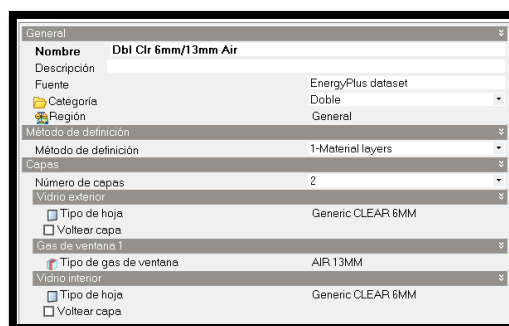 General
Nombre Dbl Clr 6mm/13mm Air
Descripción
Fuente EnergyPlus dataset
Categoría Doble
Región General
Método de definición
Método de definición 1-Material layers
Capas
Número de capas 2
Vidrio exterior
Tipo de hoja Generic CLEAR 6MM
Voltear capa
Gas de ventana 1
Tipo de gas de ventana AIR 13MM
Vidrio interior
Tipo de hoja Generic CLEAR 6MM
Voltear capa